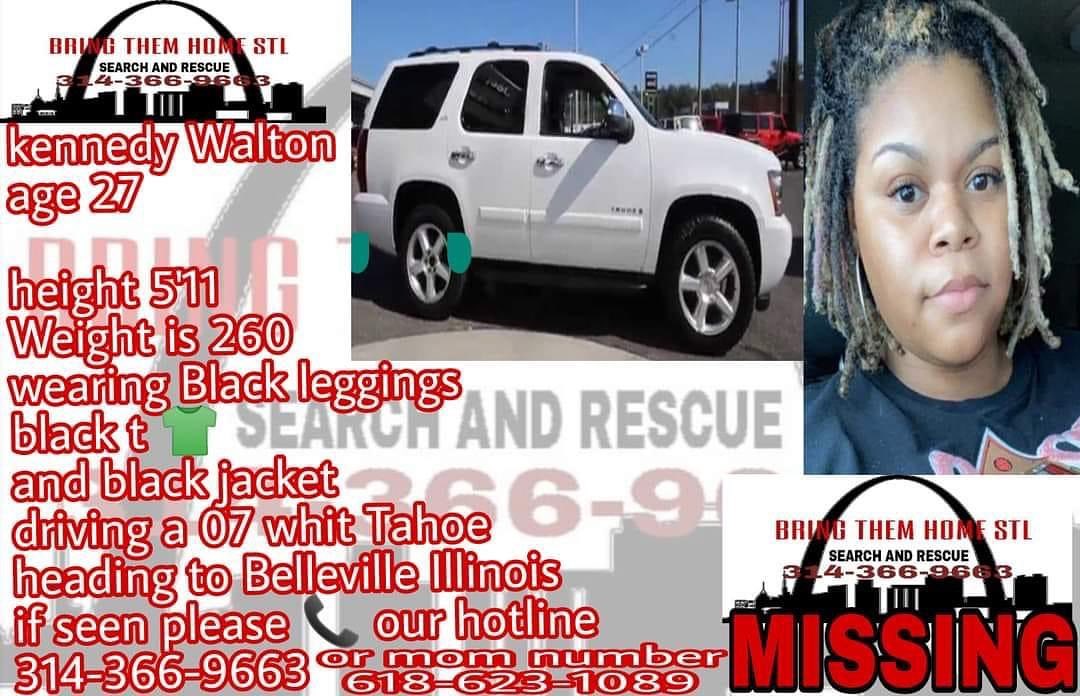 BRING THEM HOME STL
SEARCH AND RESCUE
314-366-9663
kennedy Walton
age 27
height 5'11
Weight is 260
wearing Black leggings
black t
and black jacket
driving a 07 whit Tahoe
heading to Belleville Illinois
if seen please our hotline
314-366-9663 or mom number
618-623-1089
BRING
SEARCH AND RESCUE
366-9
TAHOE
BRING THEM HOME STL
SEARCH AND RESCUE
314-366-9663
MISSING